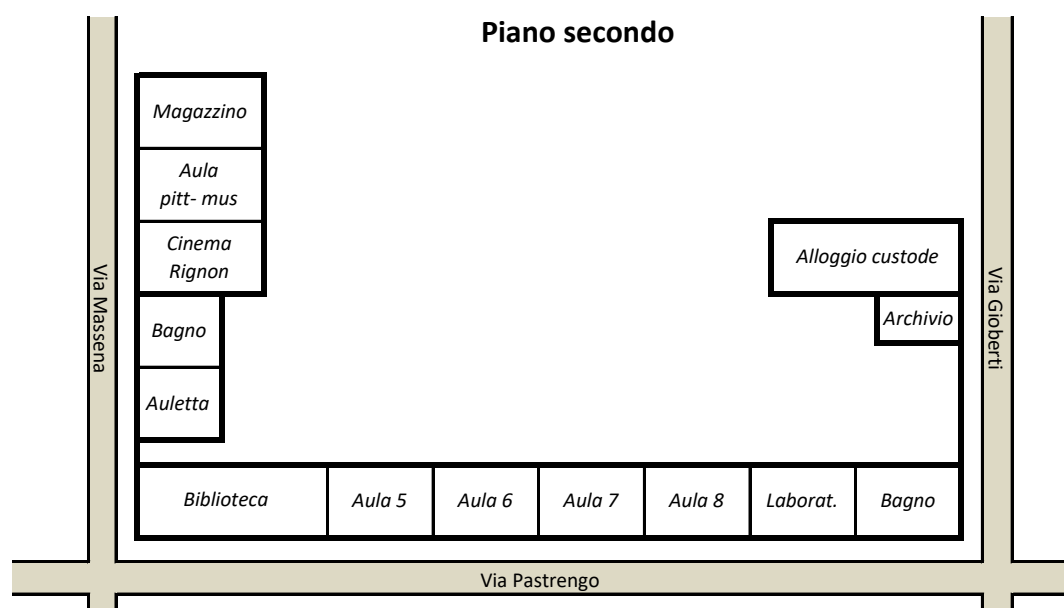 Piano secondo
Magazzino
Aula
pitt- mus
Cinema
Rignon
Alloggio custode
Via Massena
Via Gioberti
Bagno
Archivio
Auletta
Biblioteca
Aula 5
Aula 6
Aula 7
Aula 8
Laborat.
Bagno
Via Pastrengo